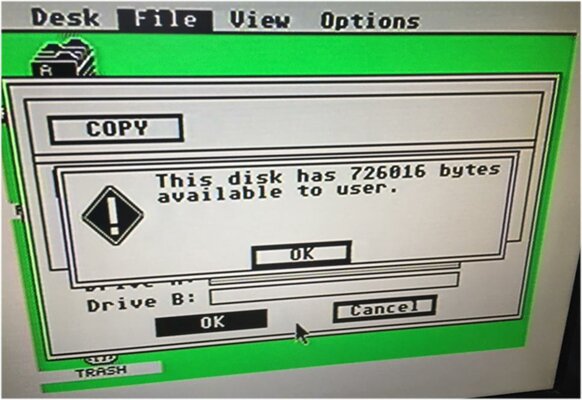 Desk File View Options
A
COPY
This disk has 726016 bytes
available to user.
OK
Drive B:
OK
Cancel
TRASH